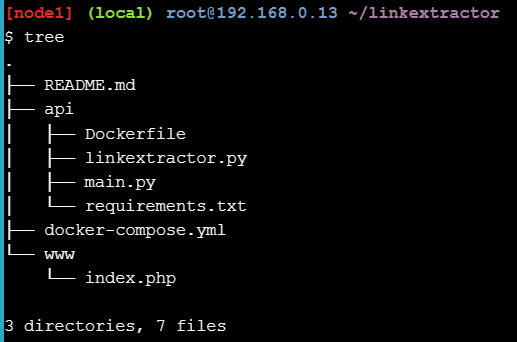 [node1] (local) root@192.168.0.13 ~/linkextractor
$ tree
.
├── README.md
├── api
│   ├── Dockerfile
│   ├── linkextractor.py
│   ├── main.py
│   └── requirements.txt
├── docker-compose.yml
└── www
    └── index.php

3 directories, 7 files